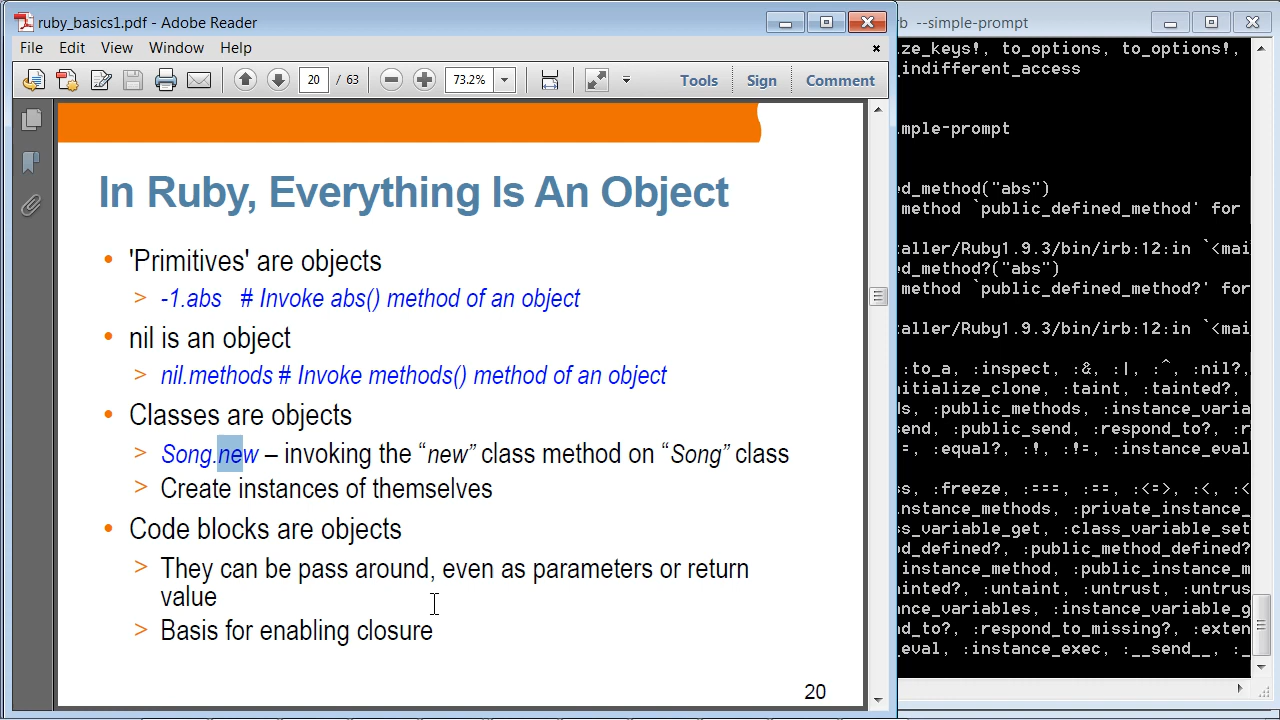 ruby_basics1.pdf - Adobe Reader
File Edit View Window Help
20 / 63 73.2% Tools Sign Comment
In Ruby, Everything Is An Object
• 'Primitives' are objects
> -1.abs # Invoke abs() method of an object
• nil is an object
> nil.methods # Invoke methods() method of an object
• Classes are objects
> Song.new – invoking the “new” class method on “Song” class
> Create instances of themselves
• Code blocks are objects
> They can be pass around, even as parameters or return
value
> Basis for enabling closure
20
rb --simple-prompt
ze_keys!, to_options, to_options!,
indifferent_access
mple-prompt
ed_method("abs")
method `public_defined_method' for
aller/Ruby1.9.3/bin/irb:12:in `<mai
ed_method?("abs")
method `public_defined_method?' for
aller/Ruby1.9.3/bin/irb:12:in `<mai
:to_a, :inspect, :&, :|, :^, :nil?,
nitialize_clone, :taint, :tainted?,
ds, :public_methods, :instance_varia
send, :public_send, :respond_to?, :r
=, :equal?, :!, :!=, :instance_eval
ss, :freeze, :===, :==, :<=>, :<, :<
instance_methods, :private_instance_
ss_variable_get, :class_variable_set
od_defined?, :public_method_defined?
instance_method, :public_instance_m
ainted?, :untaint, :untrust, :untrus
ance_variables, :instance_variable_g
nd_to?, :respond_to_missing?, :exten
eval, :instance_exec, :__send__, :_